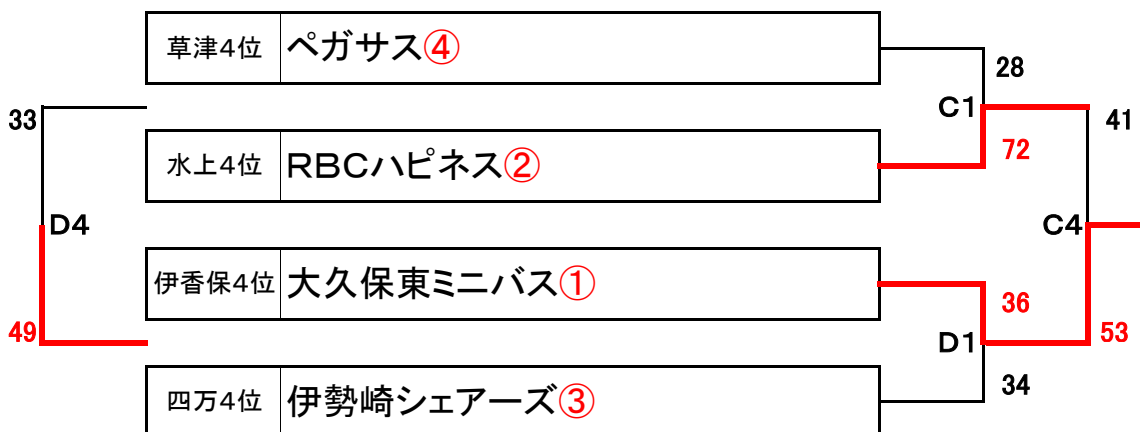 草津4位 ペガサス④
28
33
C1
41
水上4位 RBCハピネス②
72
D4
C4
伊香保4位 大久保東ミニバス①
36
49
D1
53
四万4位 伊勢崎シェアーズ③
34